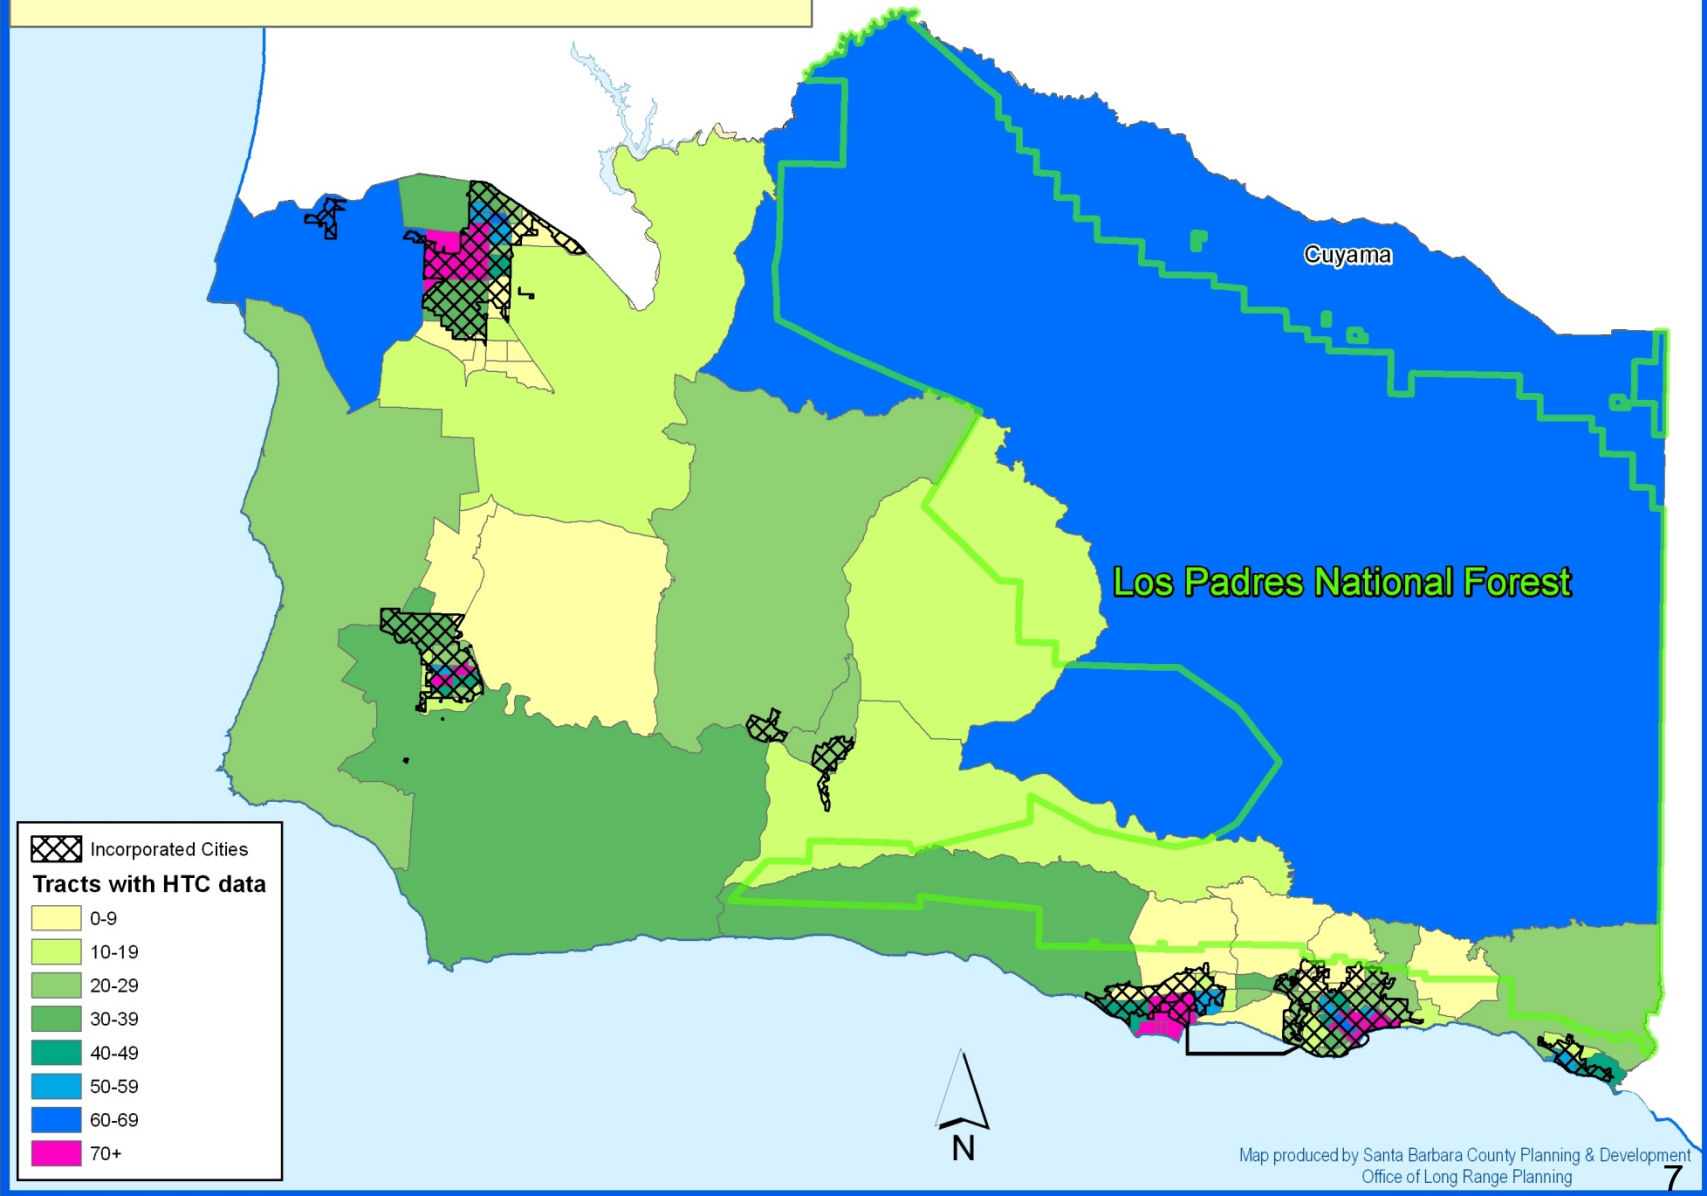 Cuyama
Los Padres National Forest
Incorporated Cities
Tracts with HTC data
0-9
10-19
20-29
30-39
40-49
50-59
60-69
70+
N
Map produced by Santa Barbara County Planning & Development
Office of Long Range Planning
7